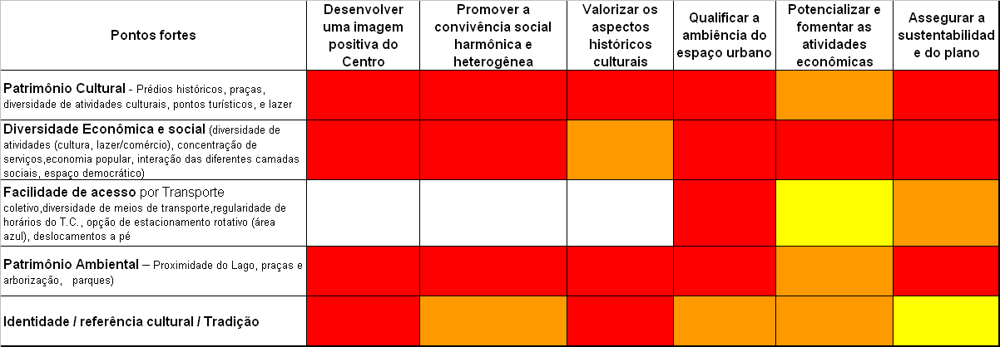 Pontos fortes
Desenvolver
uma imagem
positiva do
Centro
Promover a
convivência social
harmônica e
heterogênea
Valorizar os
aspectos
históricos
culturais
Qualificar a
ambiência do
espaço urbano
Potencializar e
fomentar as
atividades
econômicas
Assegurar a
sustentabilidad
e do plano
Patrimônio Cultural - Prédios históricos, praças,
diversidade de atividades culturais, pontos turísticos, e lazer
Diversidade Econômica e social (diversidade de
atividades (cultura, lazer/comércio), concentração de
serviços,economia popular, interação das diferentes camadas
sociais, espaço democrático)
Facilidade de acesso por Transporte
coletivo,diversidade de meios de transporte,regularidade de
horários do T.C., opção de estacionamento rotativo (área
azul), deslocamentos a pé
Patrimônio Ambiental – Proximidade do Lago, praças e
arborização, parques)
Identidade / referência cultural / Tradição